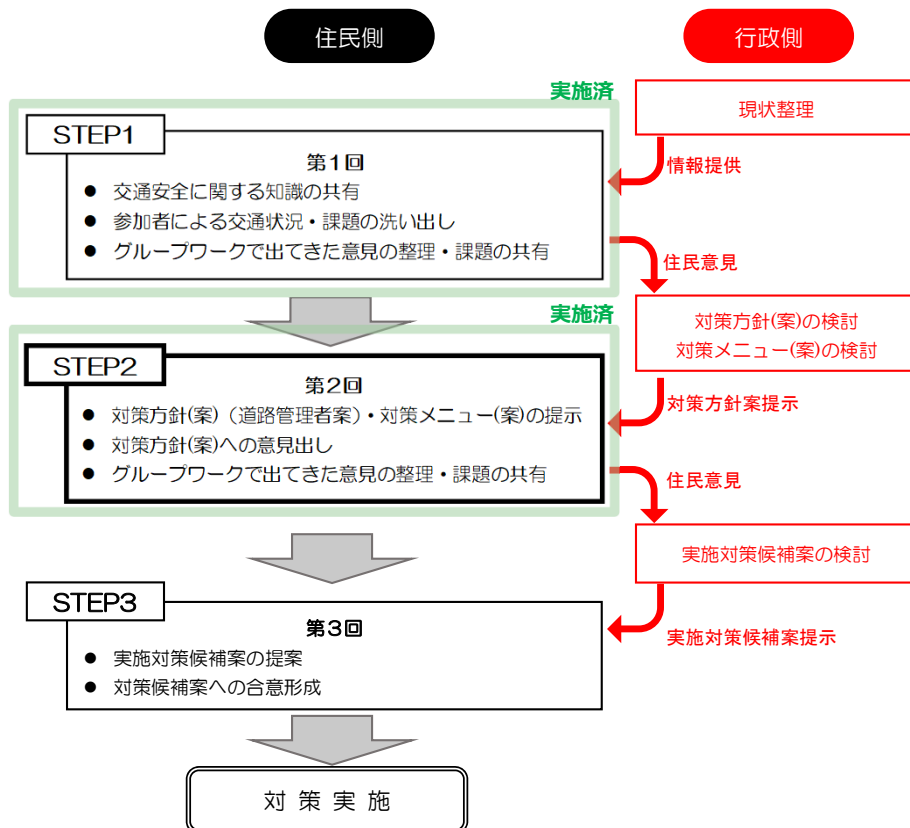 住民側
行政側
現状整理
実施済
情報提供
STEP1
第1回
● 交通安全に関する知識の共有
● 参加者による交通状況・課題の洗い出し
● グループワークで出てきた意見の整理・課題の共有
住民意見
対策方針(案)の検討
対策メニュー(案)の検討
対策方針案提示
実施済
STEP2
第2回
● 対策方針(案)（道路管理者案）・対策メニュー(案)の提示
● 対策方針(案)への意見出し
● グループワークで出てきた意見の整理・課題の共有
住民意見
実施対策候補案の検討
実施対策候補案提示
STEP3
第3回
● 実施対策候補案の提案
● 対策候補案への合意形成
対 策 実 施